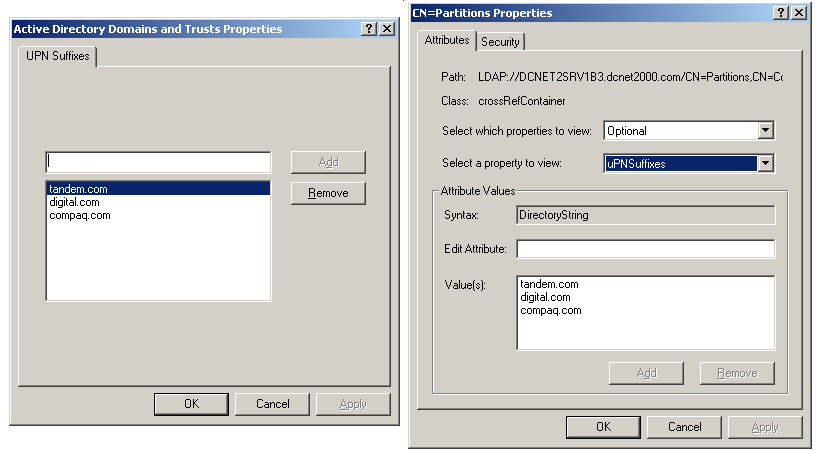 Active Directory Domains and Trusts Properties
UPN Suffixes
Add
tandem.com
digital.com
compaq.com
Remove
OK Cancel Apply
CN=Partitions Properties
Attributes Security
Path: LDAP://DCNET2SRV1B3.dcnet2000.com/CN=Partitions,CN=Cc
Class: crossRefContainer
Select which properties to view: Optional
Select a property to view: uPNSuffixes
Attribute Values
Syntax: DirectoryString
Edit Attribute:
Value(s): tandem.com
digital.com
compaq.com
Add Remove
OK Cancel Apply